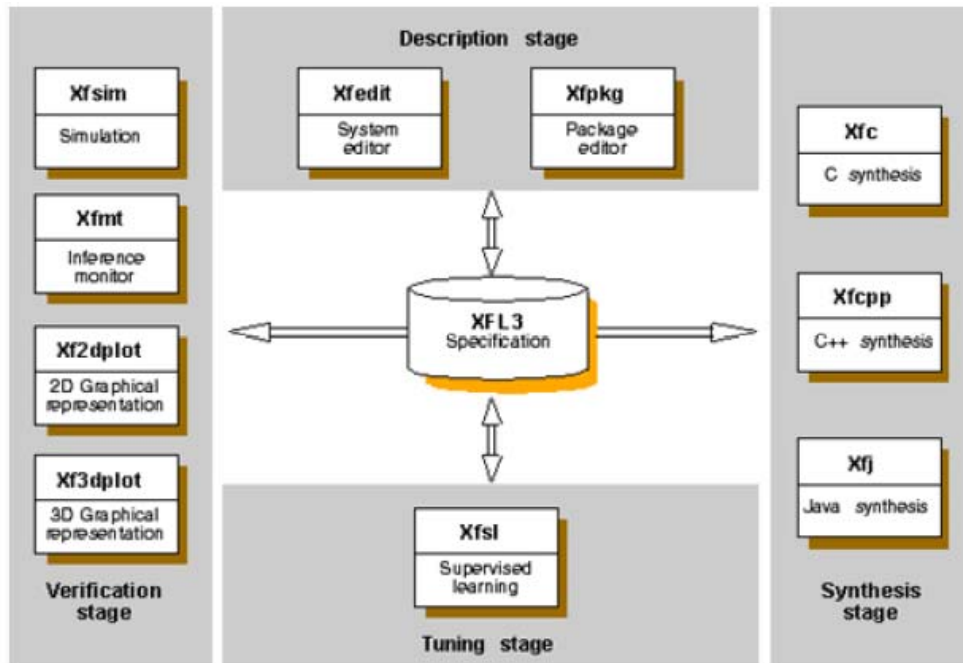 Description stage
Xfedit
System
editor
Xfpkg
Package
editor
Xfsim
Simulation
Xfmt
Inference
monitor
Xf2dplot
2D Graphical
representation
Xf3dplot
3D Graphical
representation
Verification
stage
XFL3
Specification
Xfsl
Supervised
learning
Tuning stage
Xfc
C synthesis
Xfcpp
C++ synthesis
Xfj
Java synthesis
Synthesis
stage